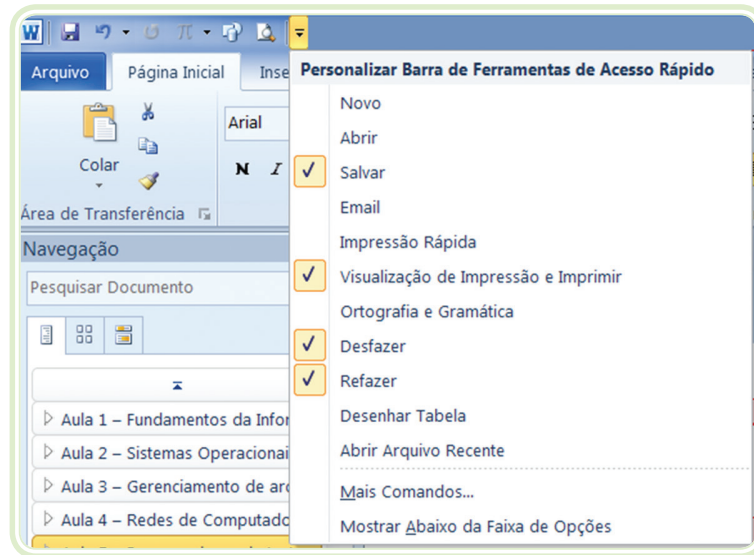 W
Arquivo Página Inicial Inse
Personalizar Barra de Ferramentas de Acesso Rápido
Novo
Abrir
Salvar
Email
Impressão Rápida
Visualização de Impressão e Imprimir
Ortografia e Gramática
Desfazer
Refazer
Desenhar Tabela
Abrir Arquivo Recente
Mais Comandos...
Mostrar Abaixo da Faixa de Opções
Colar
Arial
N I
Área de Transferência
Navegação
Pesquisar Documento
Aula 1 – Fundamentos da Infor
Aula 2 – Sistemas Operacionai
Aula 3 – Gerenciamento de arq
Aula 4 – Redes de Computado